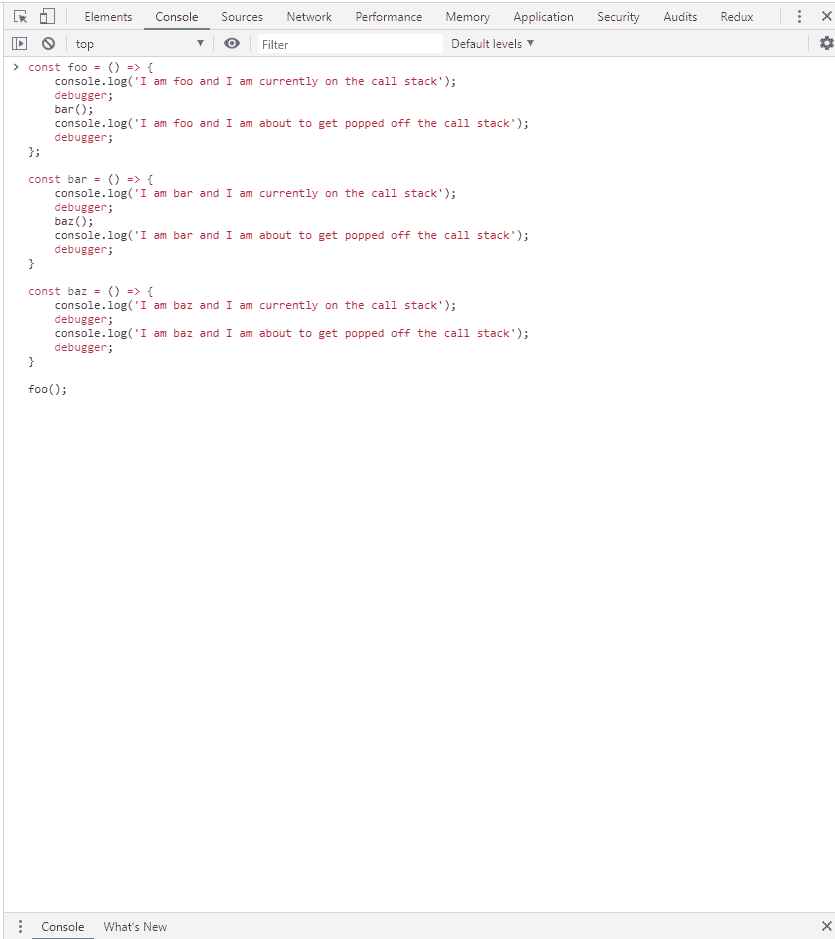 Elements Console Sources Network Performance Memory Application Security Audits Redux
top Filter Default levels
const foo = () => {
    console.log('I am foo and I am currently on the call stack');
    debugger;
    bar();
    console.log('I am foo and I am about to get popped off the call stack');
    debugger;
};
const bar = () => {
    console.log('I am bar and I am currently on the call stack');
    debugger;
    baz();
    console.log('I am bar and I am about to get popped off the call stack');
    debugger;
}
const baz = () => {
    console.log('I am baz and I am currently on the call stack');
    debugger;
    console.log('I am baz and I am about to get popped off the call stack');
    debugger;
}
foo();
Console What's New